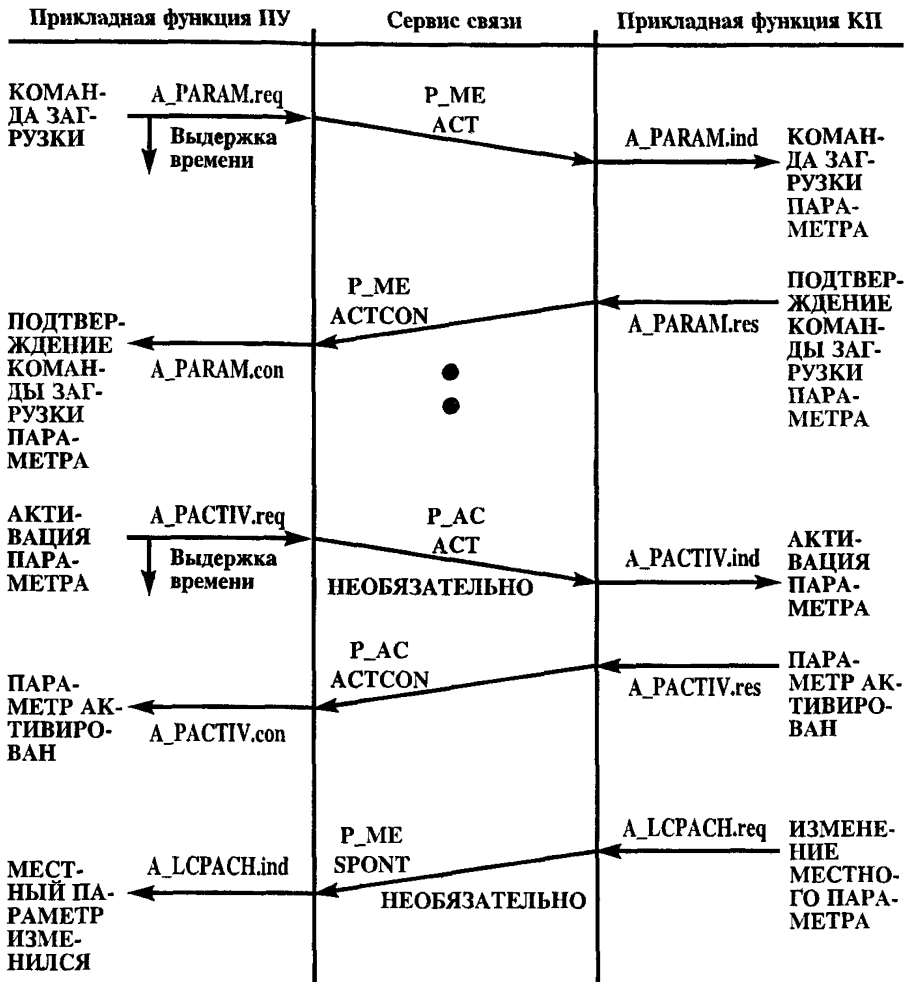 Прикладная функция ПУ
Сервис связи
Прикладная функция КП
КОМАН-
ДА ЗАГ-
РУЗКИ
A_PARAM.req
Выдержка
времени
P_ME
ACT
A_PARAM.ind
КОМАН-
ДА ЗАГ-
РУЗКИ
ПАРА-
МЕТРА
ПОДТВЕР-
ЖДЕНИЕ
КОМАН-
ДЫ ЗАГ-
РУЗКИ
ПАРА-
МЕТРА
A_PARAM.res
P_ME
ACTCON
ПОДТВЕР-
ЖДЕНИЕ
КОМАН-
ДЫ ЗАГ-
РУЗКИ
ПАРА-
МЕТРА
A_PARAM.con
АКТИ-
ВАЦИЯ
ПАРА-
МЕТРА
A_PACTIV.req
Выдержка
времени
P_AC
ACT
НЕОБЯЗАТЕЛЬНО
A_PACTIV.ind
АКТИ-
ВАЦИЯ
ПАРА-
МЕТРА
ПАРА-
МЕТР АК-
ТИВИРО-
ВАН
A_PACTIV.res
P_AC
ACTCON
ПАРА-
МЕТР АК-
ТИВИРО-
ВАН
A_PACTIV.con
A_LCPACH.req
ИЗМЕНЕ-
НИЕ
МЕСТНО-
ГО ПАРА-
МЕТРА
P_ME
SPONT
НЕОБЯЗАТЕЛЬНО
A_LCPACH.ind
МЕСТ-
НЫЙ ПА-
РАМЕТР
ИЗМЕ-
НИЛСЯ